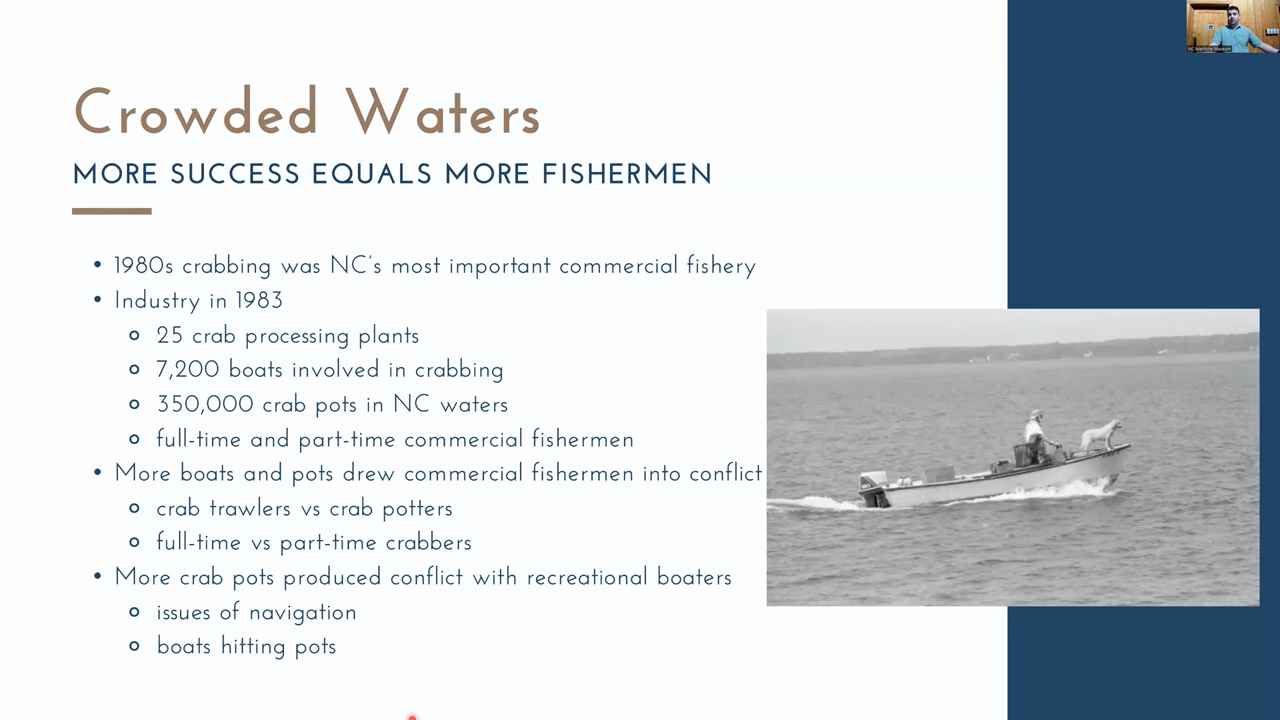 Crowded Waters
MORE SUCCESS EQUALS MORE FISHERMEN
• 1980s crabbing was NC's most important commercial fishery
• Industry in 1983
25 crab processing plants
7,200 boats involved in crabbing
350,000 crab pots in NC waters
full-time and part-time commercial fishermen
• More boats and pots drew commercial fishermen into conflict
crab trawlers vs crab potters
full-time vs part-time crabbers
• More crab pots produced conflict with recreational boaters
issues of navigation
boats hitting pots
NC Maritime Museum